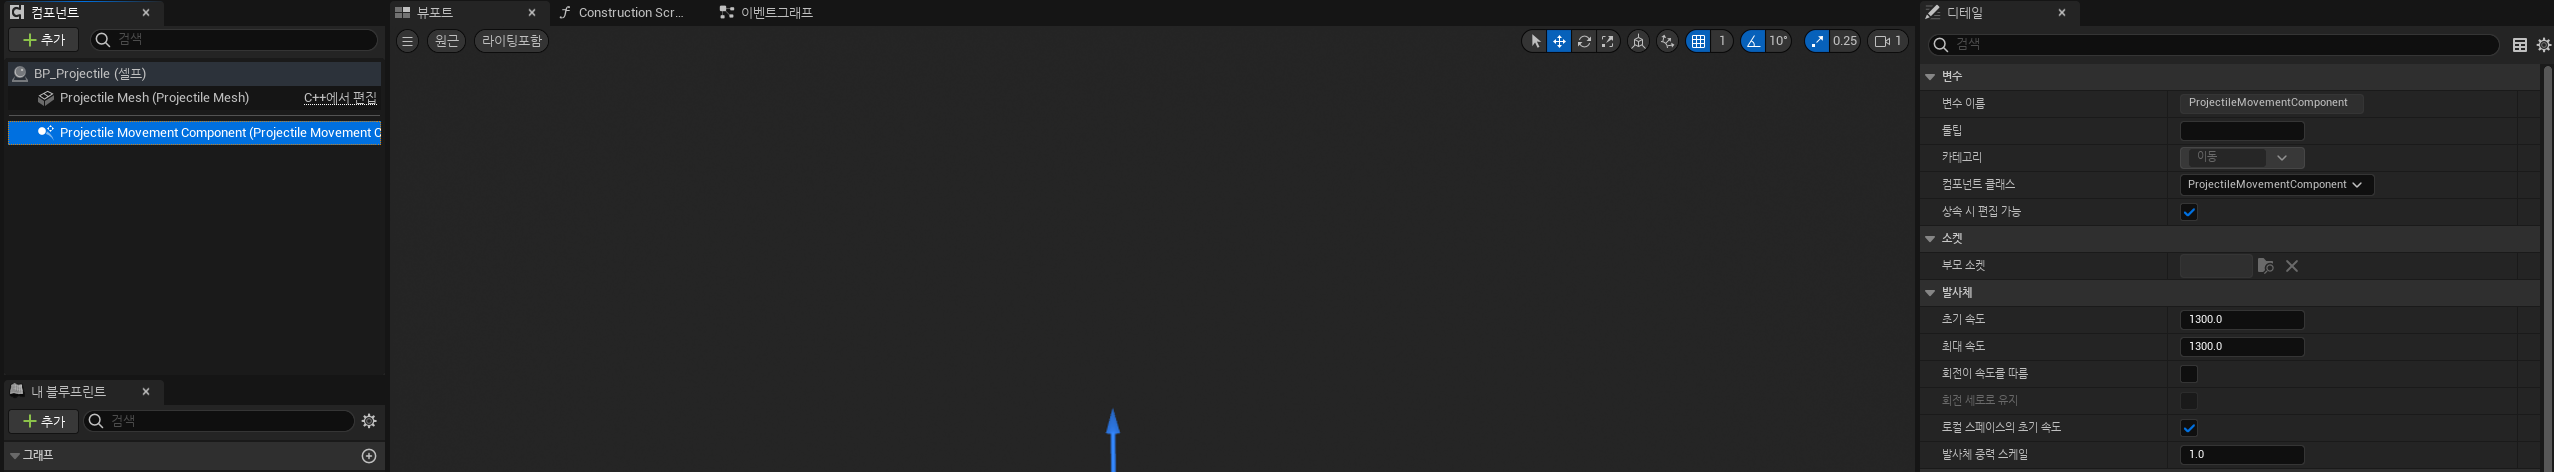 컴포넌트
추가
검색
BP_Projectile (셀프)
Projectile Mesh (Projectile Mesh) C++에서 편집
Projectile Movement Component (Projectile Movement C
내 블루프린트
추가
검색
그래프
뷰포트
Construction Scr...
이벤트그래프
원근
라이팅포함
1
10°
0.25
1
디테일
검색
변수
변수 이름 ProjectileMovementComponent
툴팁
카테고리 이동
컴포넌트 클래스 ProjectileMovementComponent
상속 시 편집 가능
소켓
부모 소켓
발사체
초기 속도 1300.0
최대 속도 1300.0
회전이 속도를 따름
회전 세로로 유지
로컬 스페이스의 초기 속도
발사체 중력 스케일 1.0